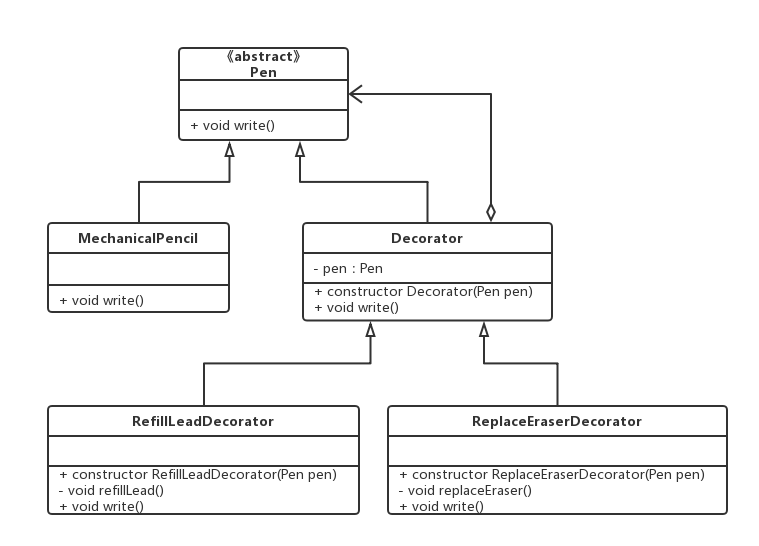 《abstract》
Pen
+ void write()
MechanicalPencil
+ void write()
Decorator
- pen : Pen
+ constructor Decorator(Pen pen)
+ void write()
RefillLeadDecorator
+ constructor RefillLeadDecorator(Pen pen)
- void refillLead()
+ void write()
ReplaceEraserDecorator
+ constructor ReplaceEraserDecorator(Pen pen)
- void replaceEraser()
+ void write()